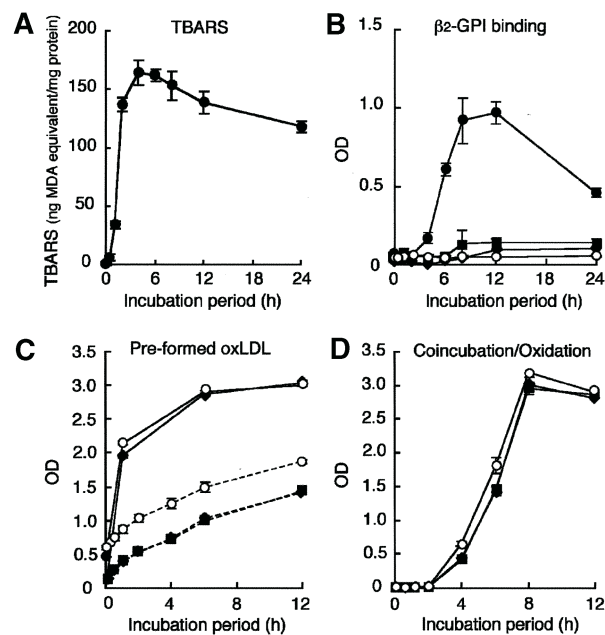 A
TBARS
TBARS (ng MDA equivalent/mg protein)
200
150
100
50
0
0 6 12 18 24
Incubation period (h)
B
β2-GPI binding
OD
1.5
1.0
0.5
0
0 6 12 18 24
Incubation period (h)
C
Pre-formed oxLDL
OD
3.5
3.0
2.5
2.0
1.5
1.0
0.5
0
0 4 8 12
Incubation period (h)
D
Coincubation/Oxidation
OD
3.5
3.0
2.5
2.0
1.5
1.0
0.5
0
0 4 8 12
Incubation period (h)